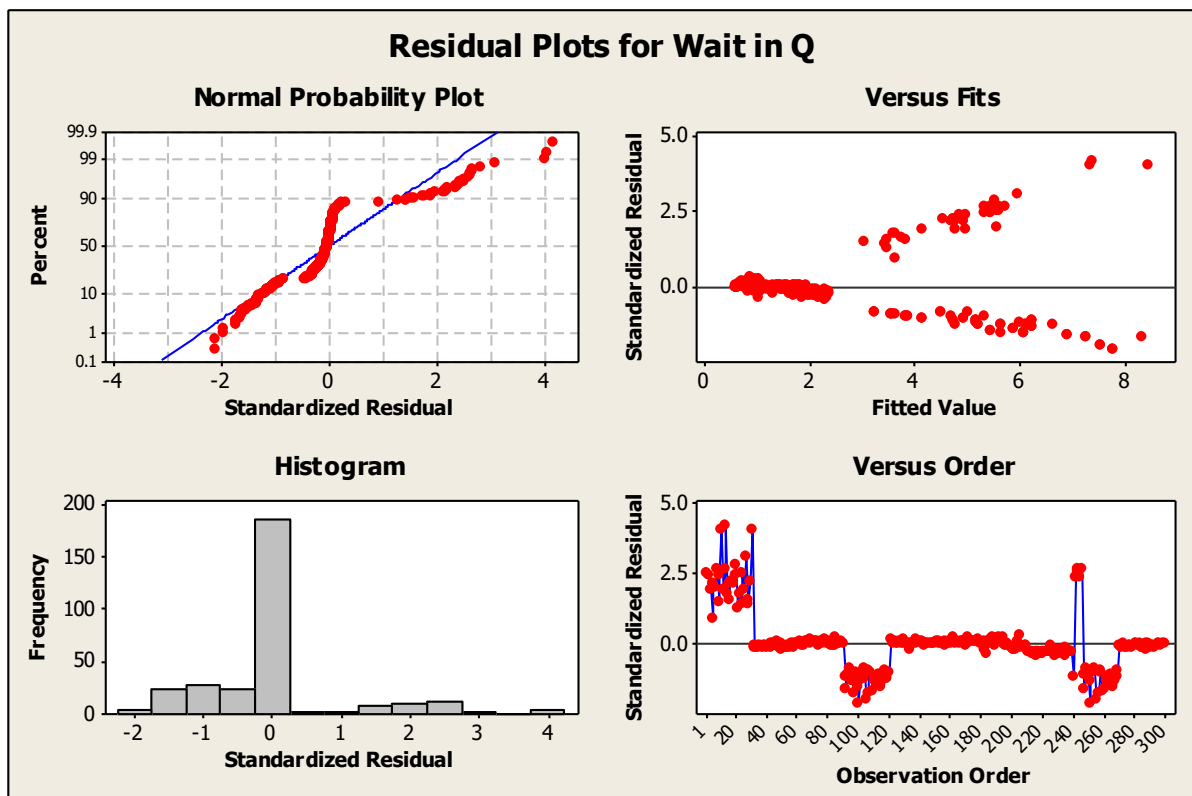 Residual Plots for Wait in Q
Normal Probability Plot
Percent
99.9
99
90
50
10
1
0.1
-4 -2 0 2 4
Standardized Residual
Versus Fits
Standardized Residual
5.0
2.5
0.0
0 2 4 6 8
Fitted Value
Histogram
Frequency
200
150
100
50
0
-2 -1 0 1 2 3 4
Standardized Residual
Versus Order
Standardized Residual
5.0
2.5
0.0
1 20 40 60 80 100 120 140 160 180 200 220 240 260 280 300
Observation Order